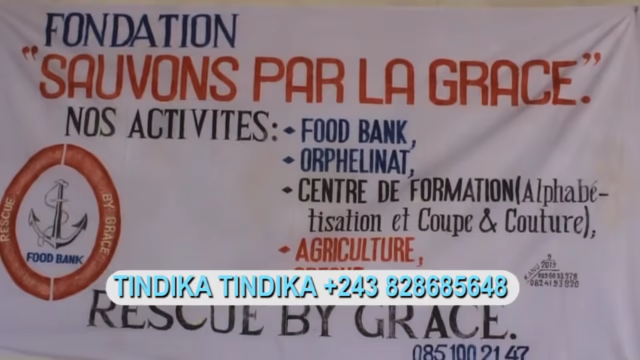 FONDATION
"SAUVONS PAR LA GRACE."
NOS ACTIVITES: FOOD BANK,
ORPHELINAT,
CENTRE DE FORMATION (Alphabé-
tisation et Coupe & Couture),
AGRICULTURE,
RESCUE BY GRACE
FOOD BANK
TINDIKA TINDIKA +243 828685648
RESCUE BY GRACE.
085 100 21 47